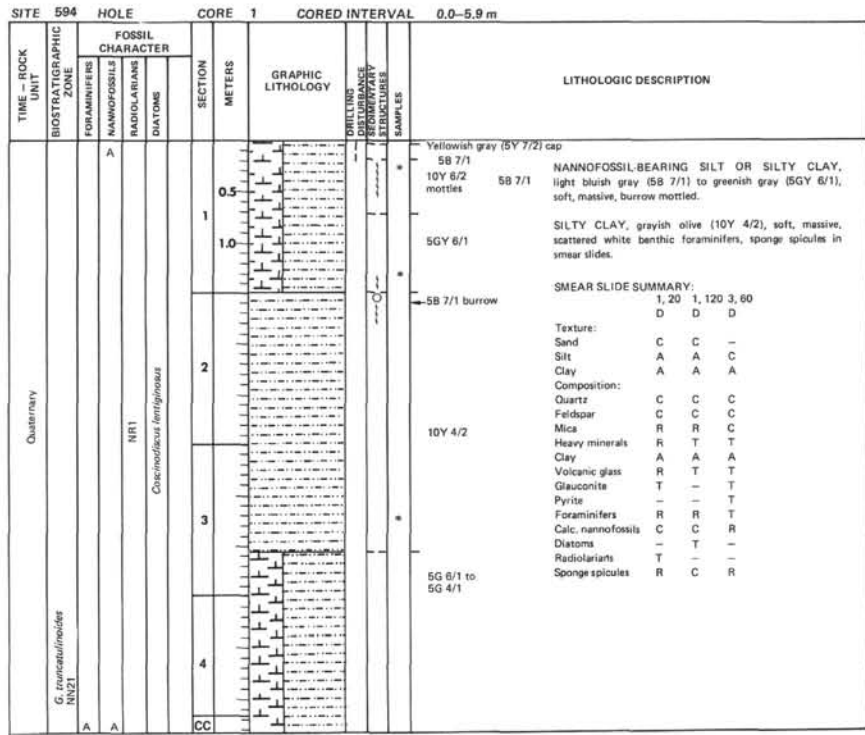 SITE 594 HOLE CORE 1 CORED INTERVAL 0.0–5.9 m
TIME – ROCK UNIT
BIOSTRATIGRAPHIC ZONE
FOSSIL CHARACTER
FORAMINIFERS
NANNOFOSSILS
RADIOLARIANS
DIATOMS
SECTION
METERS
GRAPHIC LITHOLOGY
DRILLING DISTURBANCE
SEDIMENTARY STRUCTURES
SAMPLES
LITHOLOGIC DESCRIPTION
Quaternary
G. truncatulinoides
NN21
A
A
A
NR1
Coscinodiscus lentiginosus
1
0.5
1.0
2
3
4
CC
*
*
*
Yellowish gray (5Y 7/2) cap
5B 7/1
10Y 6/2
mottles
5B 7/1
5GY 6/1
5B 7/1 burrow
10Y 4/2
5G 6/1 to
5G 4/1
NANNOFOSSIL-BEARING SILT OR SILTY CLAY,
light bluish gray (5B 7/1) to greenish gray (5GY 6/1),
soft, massive, burrow mottled.
SILTY CLAY, grayish olive (10Y 4/2), soft, massive,
scattered white benthic foraminifers, sponge spicules in
smear slides.
SMEAR SLIDE SUMMARY:
1, 20 1, 120 3, 60
D D D
Texture:
Sand C C –
Silt A A C
Clay A A A
Composition:
Quartz C C C
Feldspar C C C
Mica R R C
Heavy minerals R T T
Clay A A A
Volcanic glass R T T
Glauconite T – T
Pyrite – – T
Foraminifers R R T
Calc. nannofossils C C R
Diatoms – T –
Radiolarians T – –
Sponge spicules R C R